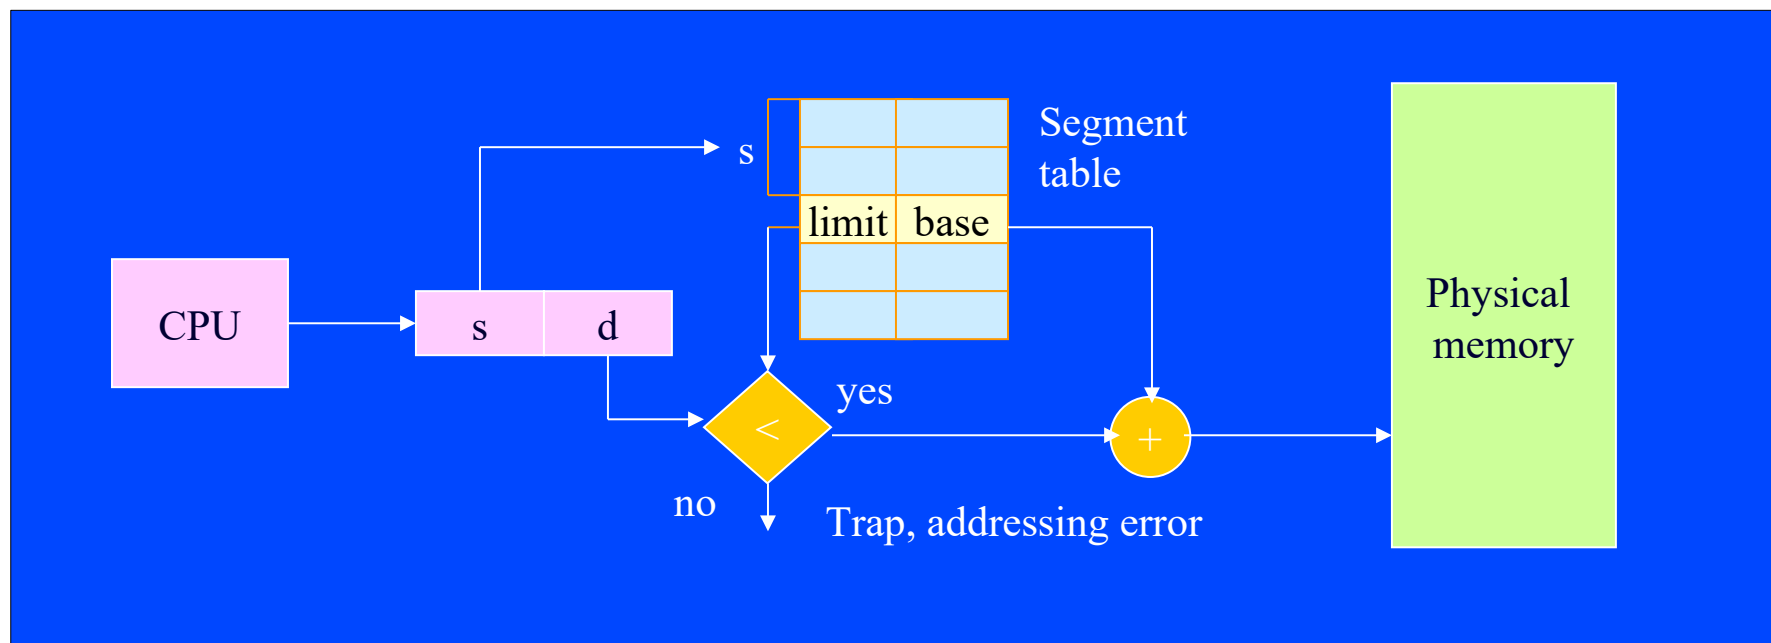 Segment
table
s
limit base
CPU
s d
Physical
memory
<
yes
+
no
Trap, addressing error